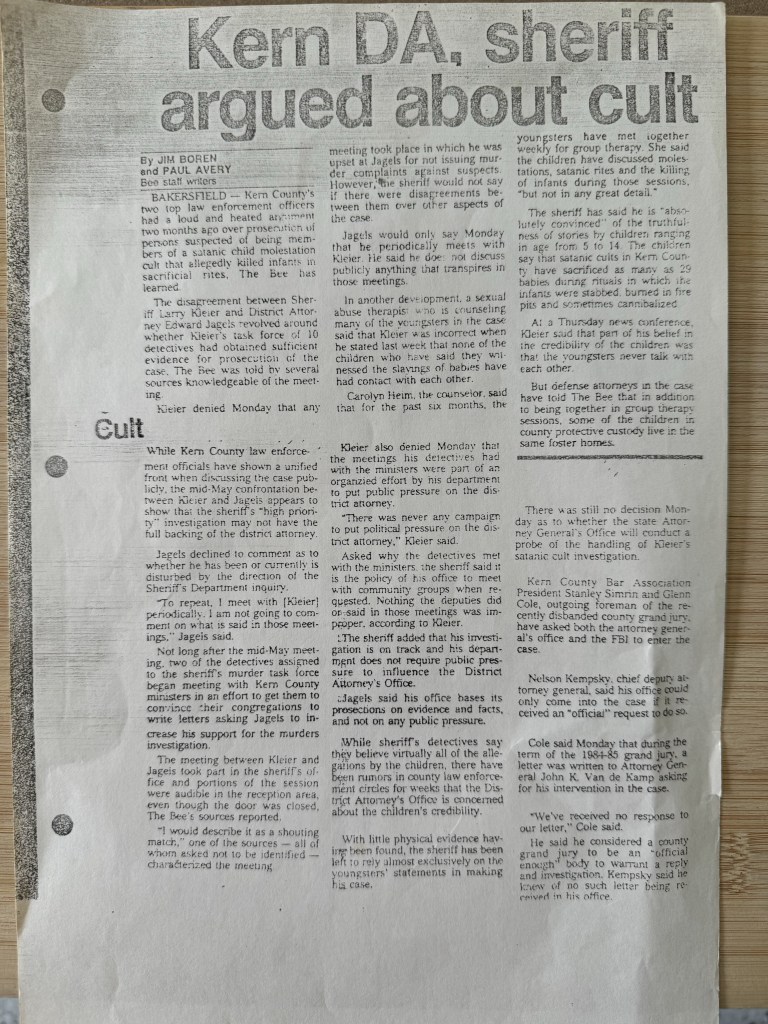 Kern DA, sheriff
argued about cult
By JIM BOREN
and PAUL AVERY
Bee staff writers
BAKERSFIELD — Kern County's
two top law enforcement officers
had a loud and heated argument
two months ago over prosecution of
persons suspected of being mem-
bers of a satanic child molestation
cult that allegedly killed infants in
sacrificial rites, The Bee has
learned.
The disagreement between Sher-
iff Larry Kleier and District Attor-
ney Edward Jagels revolved around
whether Kleier's task force of 10
detectives had obtained sufficient
evidence for prosecution of the
case, The Bee was told by several
sources knowledgeable of the meet-
ing.
Kleier denied Monday that any
meeting took place in which he was
upset at Jagels for not issuing mur-
der complaints against suspects.
However, the sheriff would not say
if there were disagreements be-
tween them over other aspects of
the case.
Jagels would only say Monday
that he periodically meets with
Kleier. He said he does not discuss
publicly anything that transpires in
those meetings.
In another development, a sexual
abuse therapist who is counseling
many of the youngsters in the case
said that Kleier was incorrect when
he stated last week that none of the
children who have said they wit-
nessed the slayings of babies have
had contact with each other.
Carolyn Heim, the counselor, said
that for the past six months, the
youngsters have met together
weekly for group therapy. She said
the children have discussed moles-
tations, satanic rites and the killing
of infants during those sessions,
"but not in any great detail."
The sheriff has said he is "abso-
lutely convinced" of the truthful-
ness of stories by children ranging
in age from 5 to 14. The children
say that satanic cults in Kern Coun-
ty have sacrificed as many as 29
babies during rituals in which the
infants were stabbed, burned in fire
pits and sometimes cannibalized.
At a Thursday news conference,
Kleier said that part of his belief in
the credibility of the children was
that the youngsters never talk with
each other.
But defense attorneys in the case
have told The Bee that in addition
to being together in group therapy
sessions, some of the children in
county protective custody live in the
same foster homes.
Cult
While Kern County law enforce-
ment officials have shown a unified
front when discussing the case pub-
licly, the mid-May confrontation be-
tween Kleier and Jagels appears to
show that the sheriff's "high priori-
ty" investigation may not have the
full backing of the district attorney.
Jagels declined to comment as to
whether he has been or currently is
disturbed by the direction of the
Sheriff's Department inquiry.
"To repeat, I meet with [Kleier]
periodically. I am not going to com-
ment on what is said in those meet-
ings," Jagels said.
Not long after the mid-May meet-
ing, two of the detectives assigned
to the sheriff's murder task force
began meeting with Kern County
ministers in an effort to get them to
convince their congregations to
write letters asking Jagels to in-
crease his support for the murders
investigation.
The meeting between Kleier and
Jagels took part in the sheriff's of-
fice and portions of the session
were audible in the reception area,
even though the door was closed,
The Bee's sources reported.
"I would describe it as a shouting
match," one of the sources — all of
whom asked not to be identified —
characterized the meeting.
Kleier also denied Monday that
the meetings his detectives had
with the ministers were part of an
organzied effort by his department
to put public pressure on the dis-
trict attorney.
"There was never any campaign
to put political pressure on the dis-
trict attorney," Kleier said.
Asked why the detectives met
with the ministers, the sheriff said it
is the policy of his office to meet
with community groups when re-
quested. Nothing the deputies did
or said in those meetings was im-
proper, according to Kleier.
The sheriff added that his investi-
gation is on track and his depart-
ment does not require public pres-
sure to influence the District
Attorney's Office.
Jagels said his office bases its
prosections on evidence and facts,
and not on any public pressure.
While sheriff's detectives say
they believe virtually all of the alle-
gations by the children, there have
been rumors in county law enforce-
ment circles for weeks that the Dis-
trict Attorney's Office is concerned
about the children's credibility.
With little physical evidence hav-
ing been found, the sheriff has been
left to rely almost exclusively on the
youngsters' statements in making
his case.
There was still no decision Mon-
day as to whether the state Attor-
ney General's Office will conduct a
probe of the handling of Kleier's
satanic cult investigation.
Kern County Bar Association
President Stanley Simrin and Glenn
Cole, outgoing foreman of the re-
cently disbanded county grand jury,
have asked both the attorney gener-
al's office and the FBI to enter the
case.
Nelson Kempsky, chief deputy at-
torney general, said his office could
only come into the case if it re-
ceived an "official" request to do so.
Cole said Monday that during the
term of the 1984-85 grand jury, a
letter was written to Attorney Gen-
eral John K. Van de Kamp asking
for his intervention in the case.
"We've received no response to
our letter," Cole said.
He said he considered a county
grand jury to be an "official
enough" body to warrant a reply
and investigation. Kempsky said he
knew of no such letter being re-
ceived in his office.